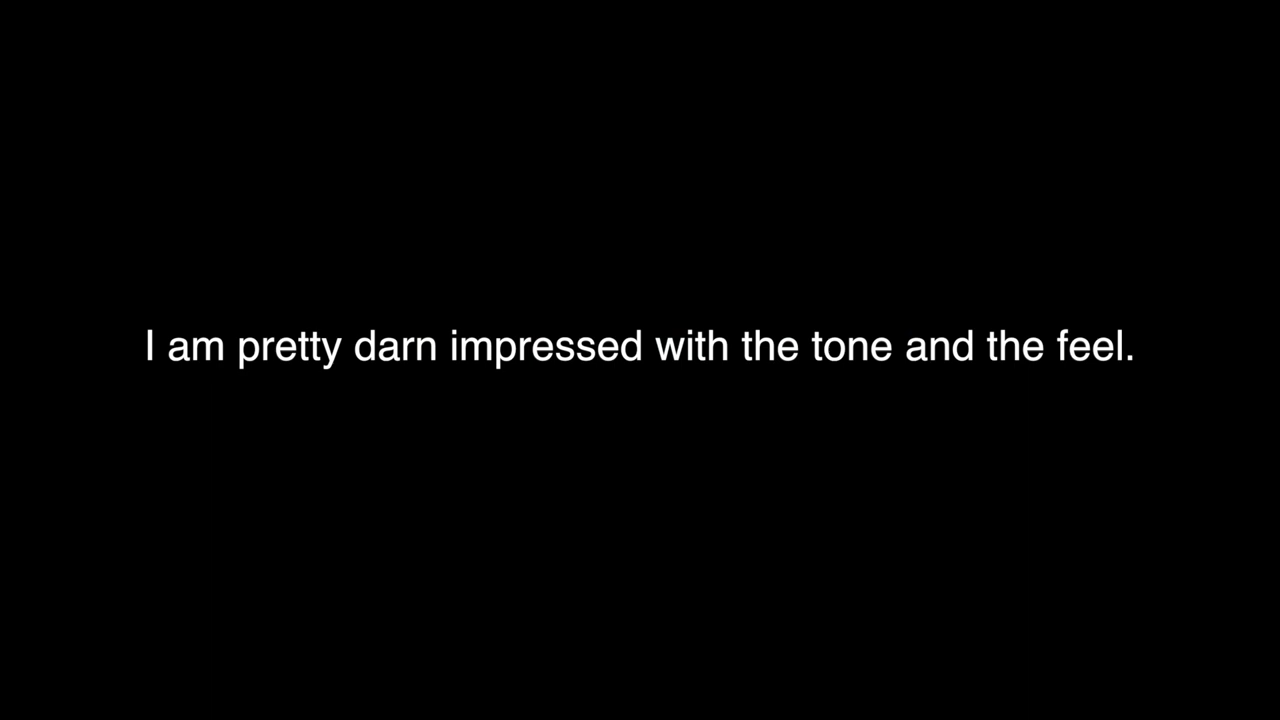 I am pretty darn impressed with the tone and the feel.